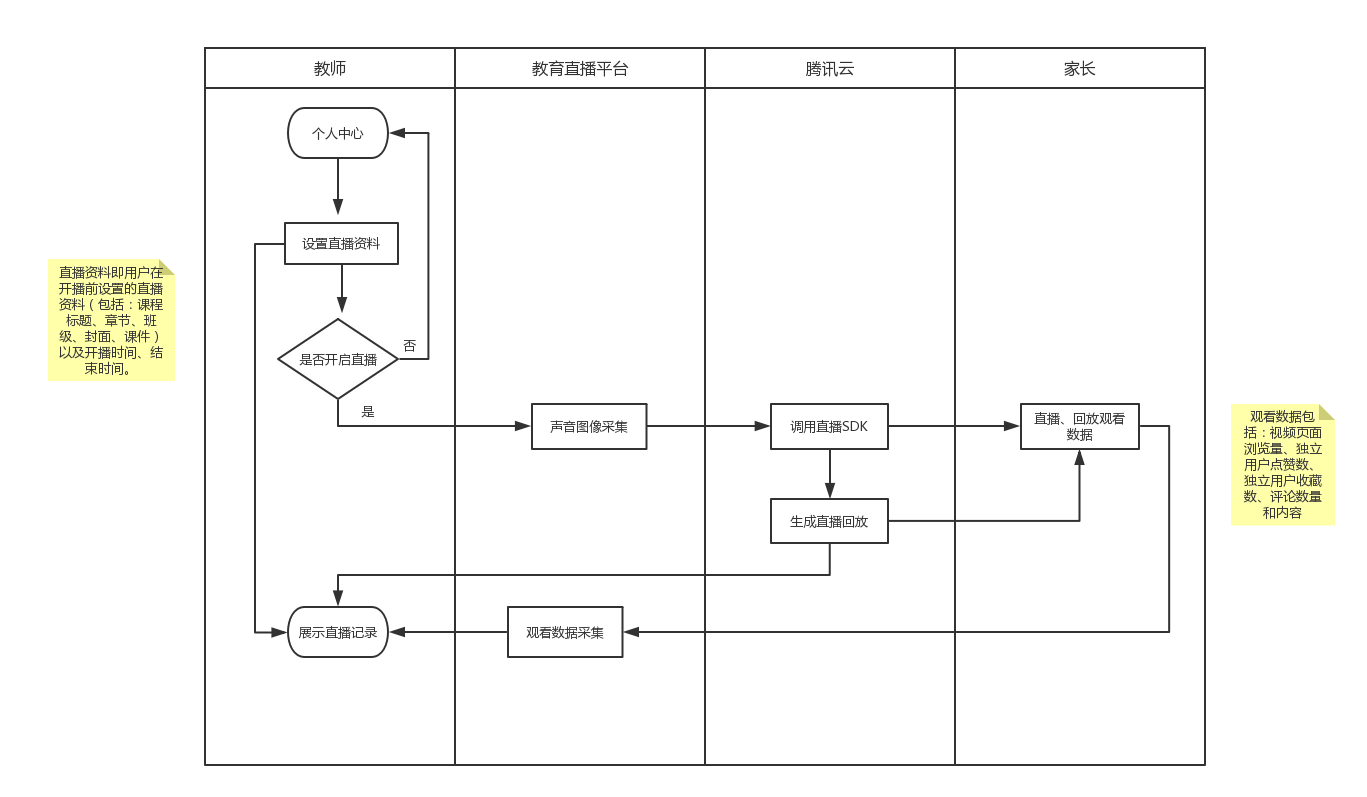 教师
教育直播平台
腾讯云
家长
个人中心
设置直播资料
直播资料即用户在
开播前设置的直播
资料（包括：课程
标题、章节、班
级、封面、课件）
以及开播时间、结
束时间。
否
是否开启直播
是
声音图像采集
调用直播SDK
直播、回放观看
数据
观看数据包
括：视频页面
浏览量、独立
用户点赞数、
独立用户收藏
数、评论数量
和内容
生成直播回放
展示直播记录
观看数据采集